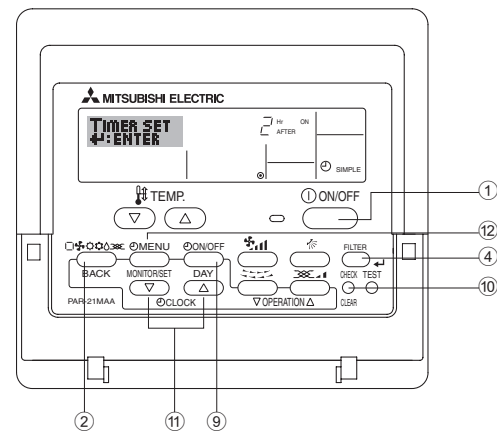 MITSUBISHI ELECTRIC
TIMER SET
↵:ENTER
2 Hr ON
AFTER
SIMPLE
TEMP.
ON/OFF
①
⑫
MENU
ON/OFF
FILTER
④
BACK
MONITOR/SET
DAY
CHECK TEST
PAR-21MAA
CLOCK
▽ OPERATION △
CLEAR
⑩
②
⑪
⑨